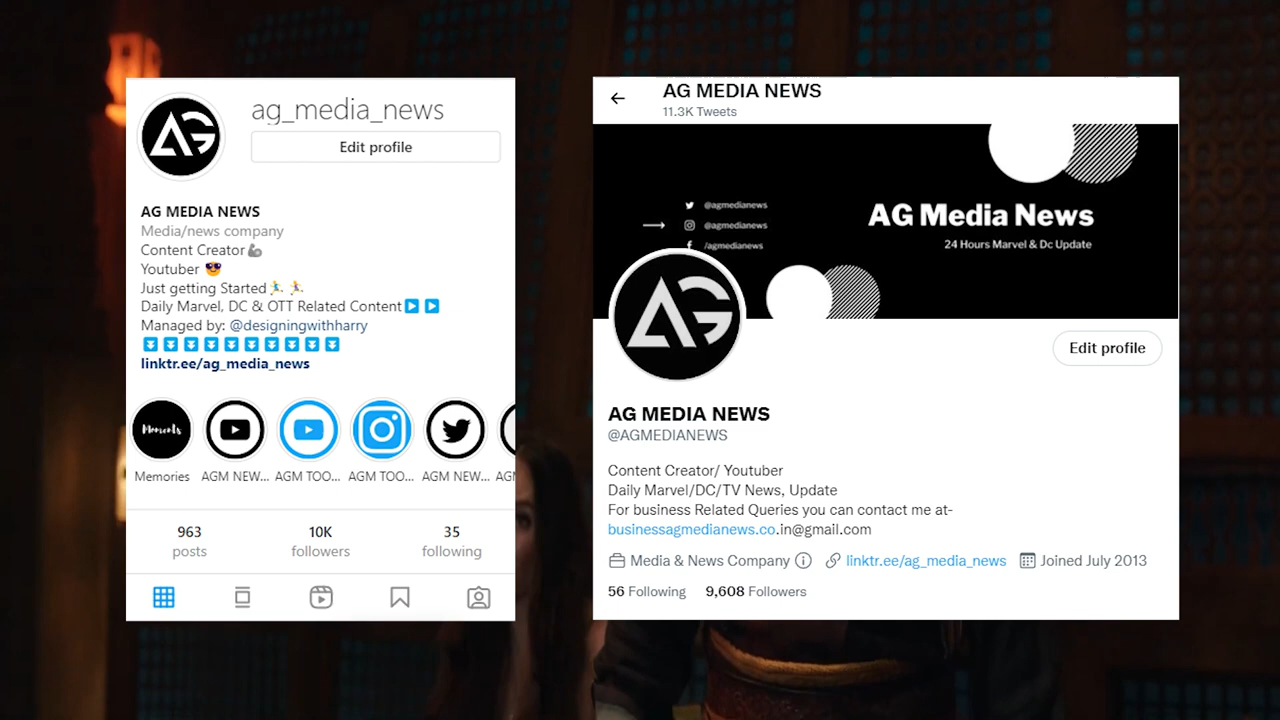 AG
ag_media_news
Edit profile
AG MEDIA NEWS
Media/news company
Content Creator💪
Youtuber 😎
Just getting Started🏃‍♂️🏃‍♀️
Daily Marvel, DC & OTT Related Content▶️▶️
Managed by: @designingwithharry
⏬⏬⏬⏬⏬⏬⏬⏬⏬⏬
linktr.ee/ag_media_news
Moments
Memories
AGM NEW...
AGM TOO...
AGM TOO...
AGM NEW...
AG
963
posts
10K
followers
35
following
AG MEDIA NEWS
11.3K Tweets
@agmedianews
@agmedianews
/agmedianews
AG Media News
24 Hours Marvel & Dc Update
AG
Edit profile
AG MEDIA NEWS
@AGMEDIANEWS
Content Creator/ Youtuber
Daily Marvel/DC/TV News, Update
For business Related Queries you can contact me at-
businessagmedianews.co.in@gmail.com
Media & News Company linktr.ee/ag_media_news Joined July 2013
56 Following 9,608 Followers